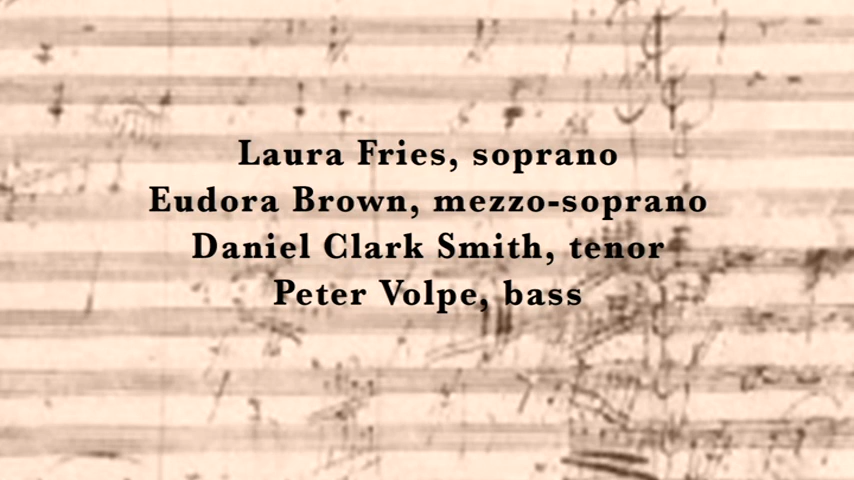 Laura Fries, soprano
Eudora Brown, mezzo-soprano
Daniel Clark Smith, tenor
Peter Volpe, bass